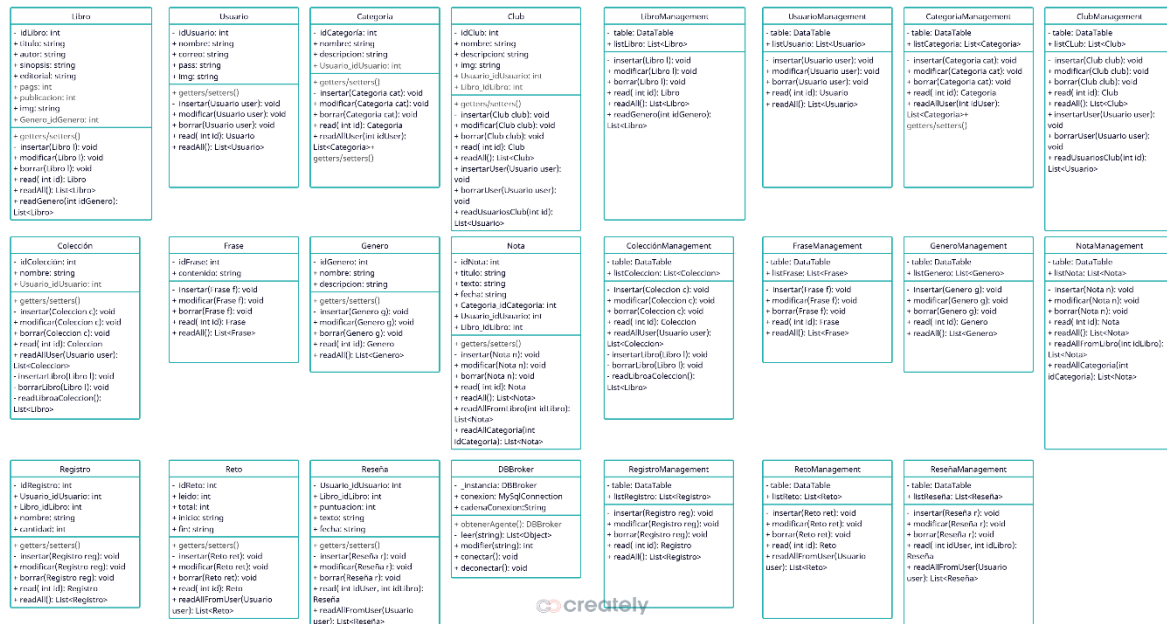 Libro
- idLibro: int
+ titulo: string
+ autor: string
+ sinopsis: string
+ editorial: string
+ pags: int
+ publicacion: int
+ img: string
+ Genero_idGenero: int
+ getters/setters()
- insertar(Libro l): void
+ modificar(Libro l): void
+ borrar(Libro l): void
+ read( int id): Libro
+ readAll(): List<Libro>
+ readGenero(int idGenero):
List<Libro>
Usuario
- idUsuario: int
+ nombre: string
+ correo: string
+ pass: string
+ Img: string
+ getters/setters()
- insertar(Usuario user): void
+ modificar(Usuario user): void
+ borrar(Usuario user): void
+ read( int id): Usuario
+ readAll(): List<Usuario>
Categoria
- idCategoría: int
+ nombre: string
+ descripcion: string
+ Usuario_idUsuario: int
+ getters/setters()
- insertar(Categoria cat): void
+ modificar(Categoria cat): void
+ borrar(Categoria cat): void
+ read( int id): Categoria
+ readAllUser(int idUser):
List<Categoria>+
getters/setters()
Club
- idClub: int
+ nombre: string
+ descripcion: string
+ img: string
+ Usuario_idUsuario: int
+ Libro_idLibro: int
+ getters/setters()
- insertar(Club club): void
+ modificar(Club club): void
+ borrar(Club club): void
+ read( int id): Club
+ readAll(): List<Club>
+ insertarUser(Usuario user):
void
+ borrarUser(Usuario user):
void
+ readUsuariosClub(int id):
List<Usuario>
LibroManagement
- table: DataTable
+ listLibro: List<Libro>
- insertar(Libro l): void
+ modificar(Libro l): void
+ borrar(Libro l): void
+ read( int id): Libro
+ readAll(): List<Libro>
+ readGenero(int idGenero):
List<Libro>
UsuarioManagement
- table: DataTable
+ listUsuario: List<Usuario>
- insertar(Usuario user): void
+ modificar(Usuario user): void
+ borrar(Usuario user): void
+ read( int id): Usuario
+ readAll(): List<Usuario>
CategoriaManagement
- table: DataTable
+ listCategoria: List<Categoria>
- insertar(Categoria cat): void
+ modificar(Categoria cat): void
+ borrar(Categoria cat): void
+ read( int id): Categoria
+ readAllUser(int idUser):
List<Categoria>+
getters/setters()
ClubManagement
- table: DataTable
+ listCLub: List<Club>
- insertar(Club club): void
+ modificar(Club club): void
+ borrar(Club club): void
+ read( int id): Club
+ readAll(): List<Club>
+ insertarUser(Usuario user):
void
+ borrarUser(Usuario user):
void
+ readUsuariosClub(int id):
List<Usuario>
Colección
- idColección: int
+ nombre: string
+ Usuario_idUsuario: int
+ getters/setters()
- insertar(Coleccion c): void
+ modificar(Coleccion c): void
+ borrar(Coleccion c): void
+ read( int id): Coleccion
+ readAllUser(Usuario user):
List<Coleccion>
- insertarLibro(Libro l): void
- borrarLibro(Libro l): void
- readLibroaColeccion():
List<Libro>
Frase
- idFrase: int
+ contenido: string
- Insertar(Frase f): void
+ modificar(Frase f): void
+ borrar(Frase f): void
+ read( int id): Frase
+ readAll(): List<Frase>
Genero
- idGenero: int
+ nombre: string
+ descripcion: string
+ getters/setters()
- insertar(Genero g): void
+ modificar(Genero g): void
+ borrar(Genero g): void
+ read( int id): Genero
+ readAll(): List<Genero>
Nota
- idNota: int
+ titulo: string
+ texto: string
+ fecha: string
+ Categoria_idCategoria: int
+ Usuario_idUsuario: int
+ Libro_idLibro: int
+ getters/setters()
- insertar(Nota n): void
+ modificar(Nota n): void
+ borrar(Nota n): void
+ read( int id): Nota
+ readAll(): List<Nota>
+ readAllFromLibro(int idLibro):
List<Nota>
+ readAllCategoria(int
idCategoria): List<Nota>
ColecciónManagement
- table: DataTable
+ listColeccion: List<Coleccion>
- Insertar(Coleccion c): void
+ modificar(Coleccion c): void
+ borrar(Coleccion c): void
+ read( int id): Coleccion
+ readAllUser(Usuario user):
List<Coleccion>
- insertarLibro(Libro l): void
- borrarLibro(Libro l): void
- readLibroaColeccion():
List<Libro>
FraseManagement
- table: DataTable
+ listFrase: List<Frase>
- Insertar(Frase f): void
+ modificar(Frase f): void
+ borrar(Frase f): void
+ read( int id): Frase
+ readAll(): List<Frase>
GeneroManagement
- table: DataTable
+ listGenero: List<Genero>
- Insertar(Genero g): void
+ modificar(Genero g): void
+ borrar(Genero g): void
+ read( int id): Genero
+ readAll(): List<Genero>
NotaManagement
- table: DataTable
+ listNota: List<Nota>
- Insertar(Nota n): void
+ modificar(Nota n): void
+ borrar(Nota n): void
+ read( int id): Nota
+ readAll(): List<Nota>
+ readAllFromLibro(int idLibro):
List<Nota>
+ readAllCategoria(int
idCategoria): List<Nota>
Registro
- idRegistro: int
+ Usuario_idUsuario: int
+ Libro_idLibro: int
+ nombre: string
+ cantidad: int
+ getters/setters()
- insertar(Registro reg): void
+ modificar(Registro reg): void
+ borrar(Registro reg): void
+ read( int id): Registro
+ readAll(): List<Registro>
Reto
- idReto: int
+ leido: int
+ total: int
+ inicio: string
+ fin: string
+ getters/setters()
- insertar(Reto ret): void
+ modificar(Reto ret): void
+ borrar(Reto ret): void
+ read( int id): Reto
+ readAllFromUser(Usuario
user): List<Reto>
Reseña
- Usuario_idUsuario: int
+ Libro_idLibro: int
+ puntuacion: int
+ texto: string
+ fecha: string
+ getters/setters()
- insertar(Reseña r): void
+ modificar(Reseña r): void
+ borrar(Reseña r): void
+ read( int idUser, int idLibro):
Reseña
+ readAllFromUser(Usuario
user): List<Reseña>
DBBroker
- _Instancia: DBBroker
+ conexion: MySqlConnection
+ cadenaConexion:String
+ obtenerAgente(): DBBroker
- leer(string): List<Object>
+ modifier(string): int
+ conectar(): void
+ deconectar(): void
RegistroManagement
- table: DataTable
+ listRegistro: List<Registro>
- insertar(Registro reg): void
+ modificar(Registro reg): void
+ borrar(Registro reg): void
+ read( int id): Registro
+ readAll(): List<Registro>
RetoManagement
- table: DataTable
+ listReto: List<Reto>
- insertar(Reto ret): void
+ modificar(Reto ret): void
+ borrar(Reto ret): void
+ read( int id): Reto
+ readAllFromUser(Usuario
user): List<Reto>
ReseñaManagement
- table: DataTable
+ listReseña: List<Reseña>
- insertar(Reseña r): void
+ modificar(Reseña r): void
+ borrar(Reseña r): void
+ read( int idUser, int idLibro):
Reseña
+ readAllFromUser(Usuario
user): List<Reseña>
creately